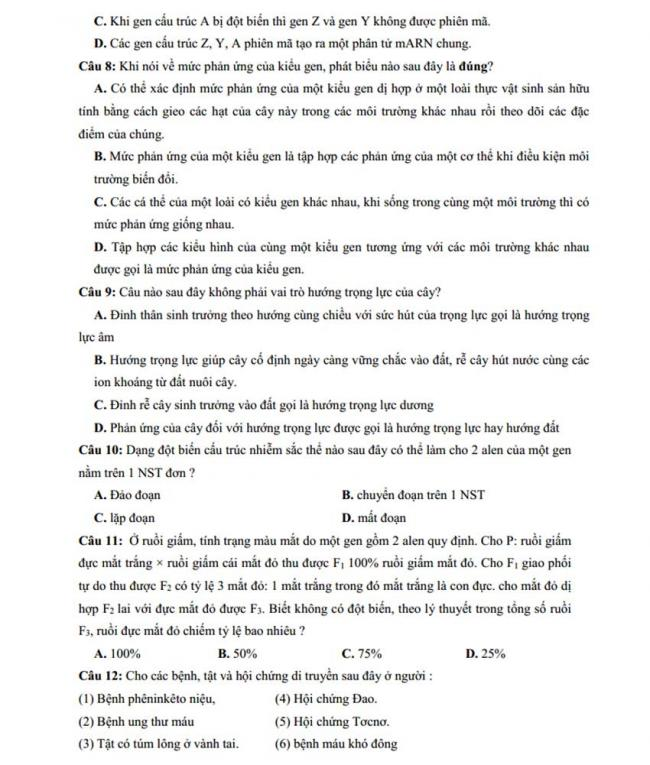 C. Khi gen cấu trúc A bị đột biến thì gen Z và gen Y không được phiên mã.
D. Các gen cấu trúc Z, Y, A phiên mã tạo ra một phân tử mARN chung.
Câu 8: Khi nói về mức phản ứng của kiểu gen, phát biểu nào sau đây là đúng?
A. Có thể xác định mức phản ứng của một kiểu gen dị hợp ở một loài thực vật sinh sản hữu
tính bằng cách gieo các hạt của cây này trong các môi trường khác nhau rồi theo dõi các đặc
điểm của chúng.
B. Mức phản ứng của một kiểu gen là tập hợp các phản ứng của một cơ thể khi điều kiện môi
trường biến đổi.
C. Các cá thể của một loài có kiểu gen khác nhau, khi sống trong cùng một môi trường thì có
mức phản ứng giống nhau.
D. Tập hợp các kiểu hình của cùng một kiểu gen tương ứng với các môi trường khác nhau
được gọi là mức phản ứng của kiểu gen.
Câu 9: Câu nào sau đây không phải vai trò hướng trọng lực của cây?
A. Đỉnh thân sinh trưởng theo hướng cùng chiều với sức hút của trọng lực gọi là hướng trọng
lực âm
B. Hướng trọng lực giúp cây cố định ngày càng vững chắc vào đất, rễ cây hút nước cùng các
ion khoáng từ đất nuôi cây.
C. Đỉnh rễ cây sinh trưởng vào đất gọi là hướng trọng lực dương
D. Phản ứng của cây đối với hướng trọng lực được gọi là hướng trọng lực hay hướng đất
Câu 10: Dạng đột biến cấu trúc nhiễm sắc thể nào sau đây có thể làm cho 2 alen của một gen
nằm trên 1 NST đơn ?
A. Đảo đoạn B. chuyển đoạn trên 1 NST
C. lặp đoạn D. mất đoạn
Câu 11: Ở ruồi giấm, tính trạng màu mắt do một gen gồm 2 alen quy định. Cho P: ruồi giấm
đực mắt trắng × ruồi giấm cái mắt đỏ thu được F₁ 100% ruồi giấm mắt đỏ. Cho F₁ giao phối
tự do thu được F₂ có tỷ lệ 3 mắt đỏ: 1 mắt trắng trong đó mắt trắng là con đực. cho mắt đỏ dị
hợp F₂ lai với đực mắt đỏ được F₃. Biết không có đột biến, theo lý thuyết trong tổng số ruồi
F₃, ruồi đực mắt đỏ chiếm tỷ lệ bao nhiêu ?
A. 100% B. 50% C. 75% D. 25%
Câu 12: Cho các bệnh, tật và hội chứng di truyền sau đây ở người :
(1) Bệnh phêninkêto niệu, (4) Hội chứng Đao.
(2) Bệnh ung thư máu (5) Hội chứng Tơcnơ.
(3) Tật có túm lông ở vành tai. (6) bệnh máu khó đông